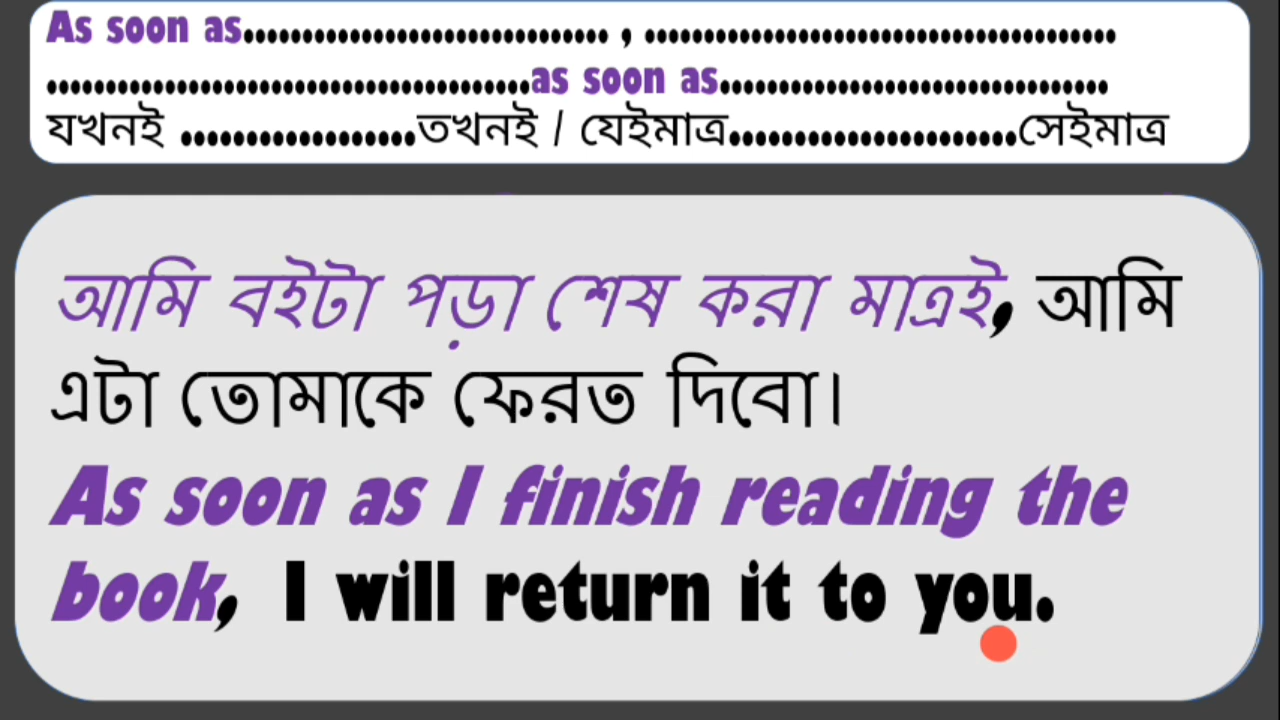 As soon as............................... , ........................................
.........................................as soon as.................................
যখনই ..................তখনই / যেইমাত্র......................সেইমাত্র
আমি বইটা পড়া শেষ করা মাত্রই, আমি
এটা তোমাকে ফেরত দিবো।
As soon as I finish reading the
book, I will return it to you.